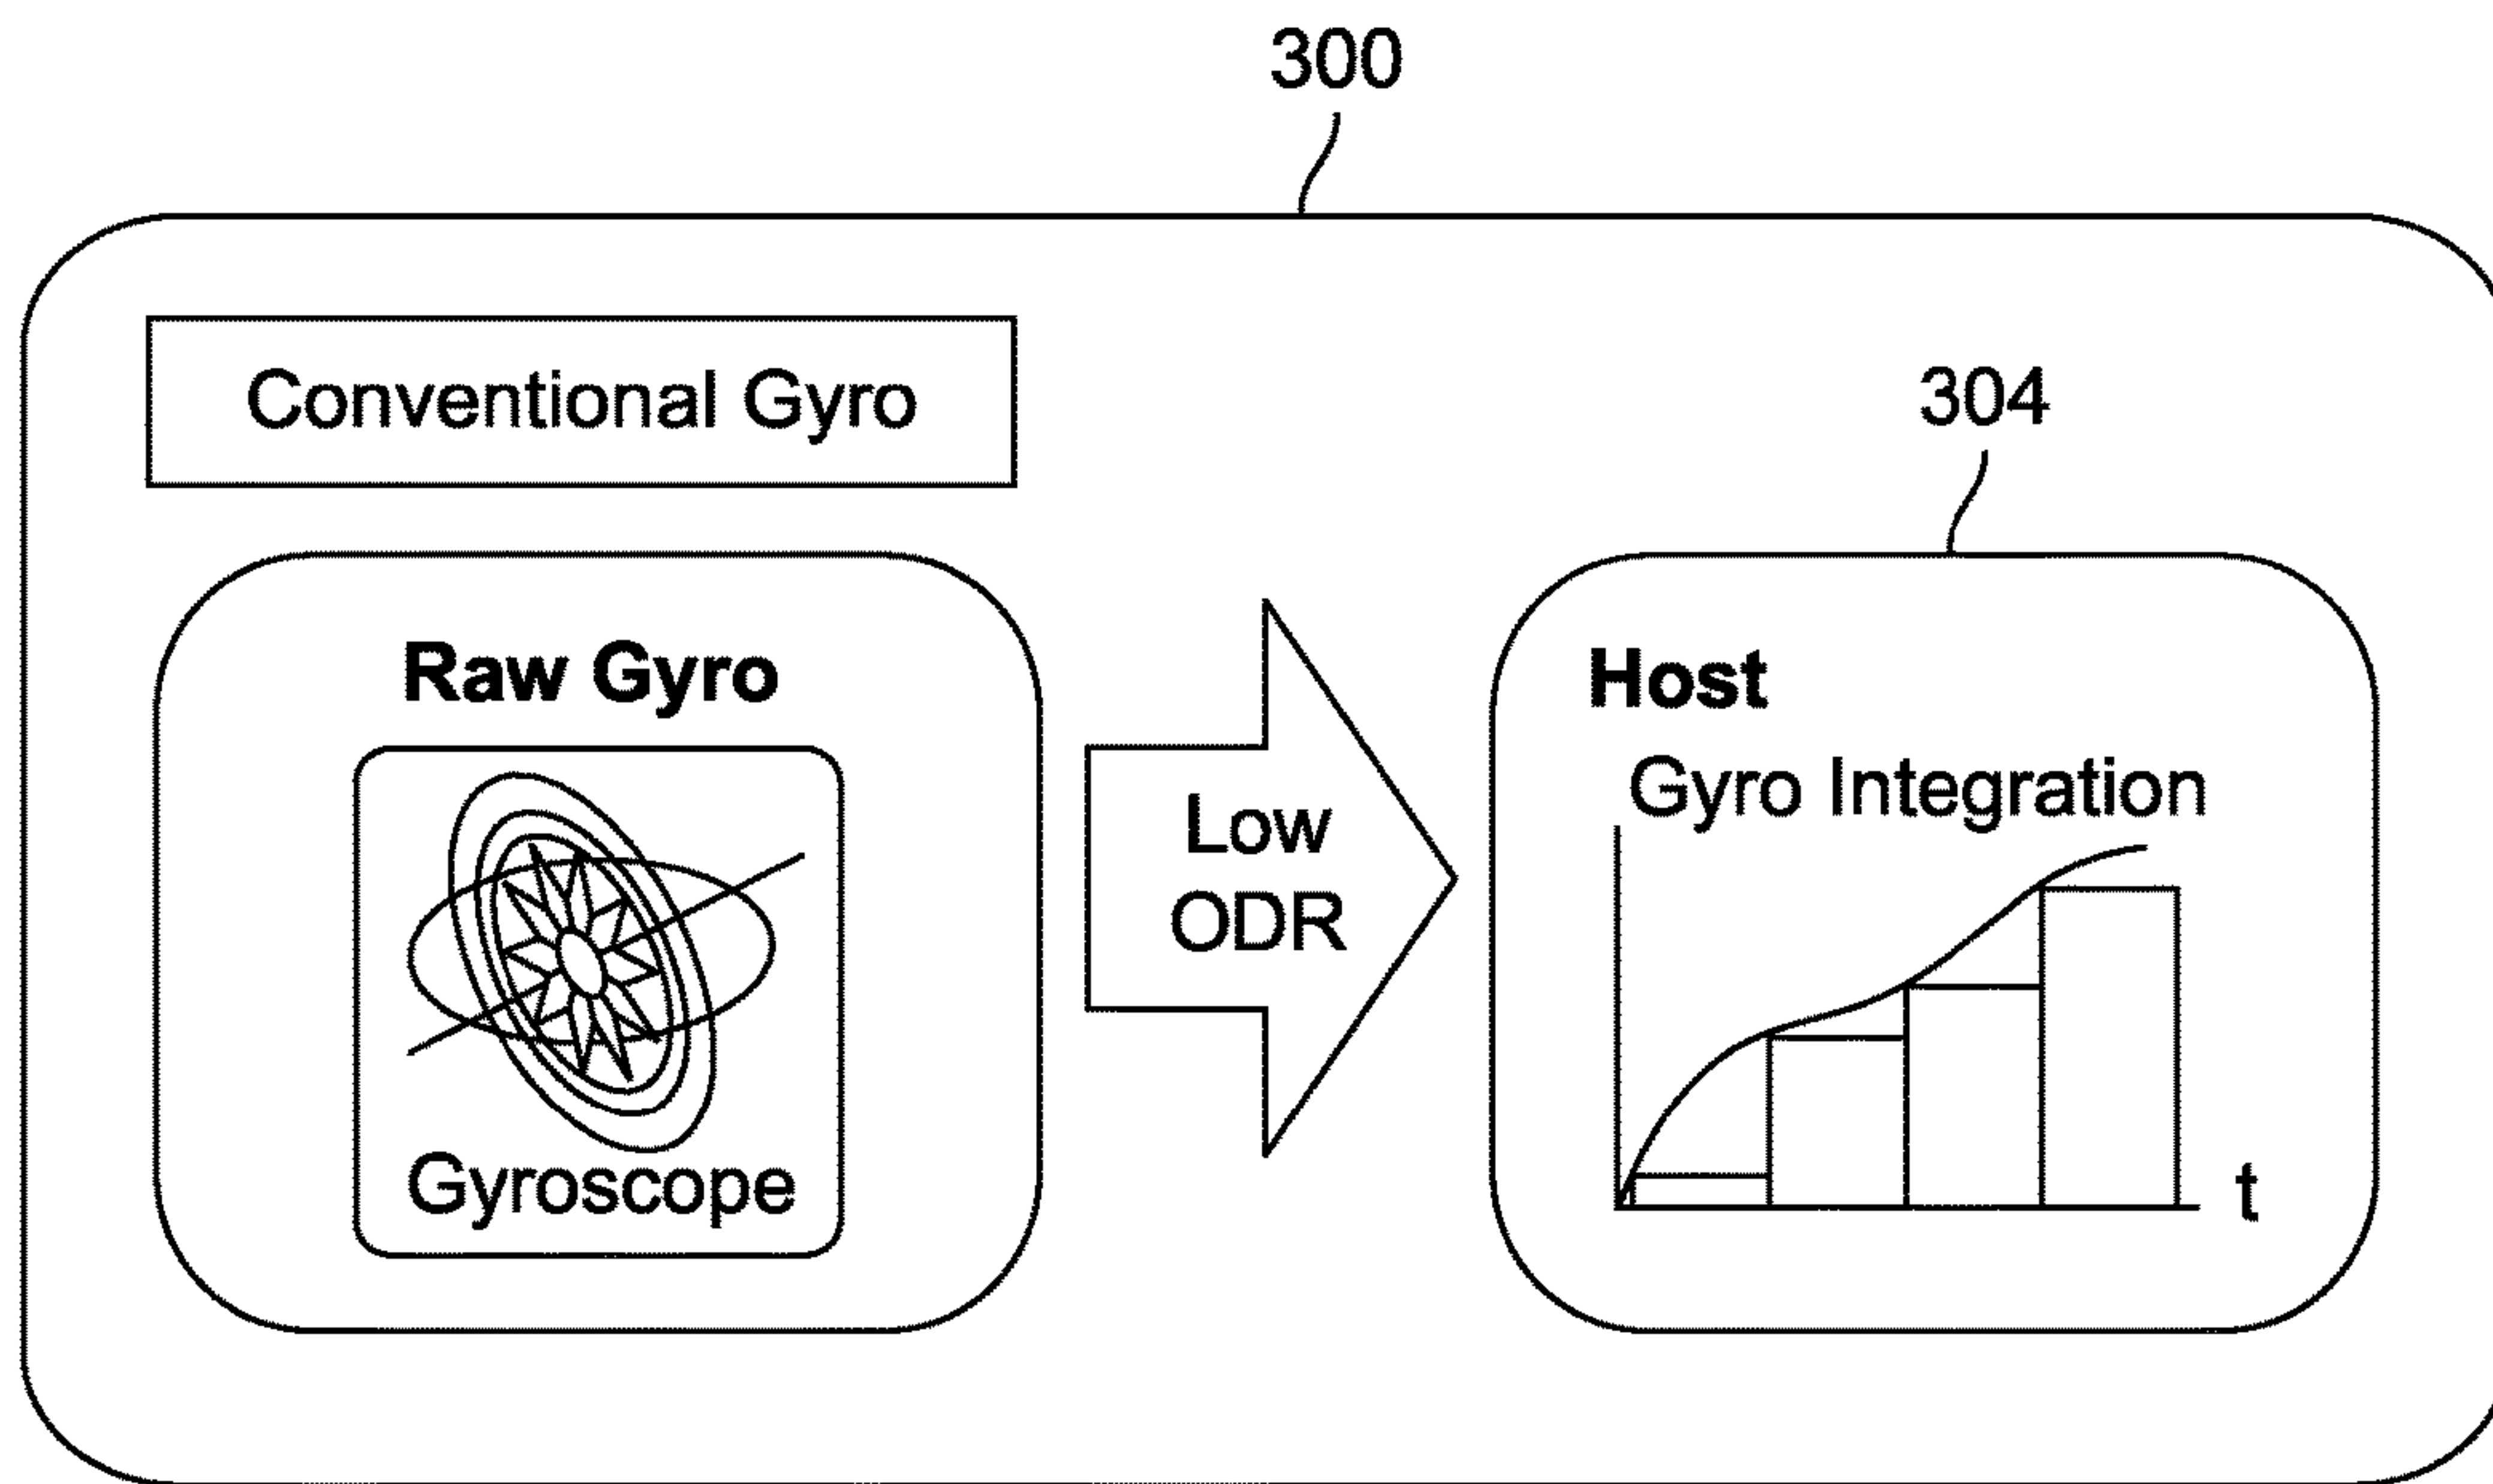 300
Conventional Gyro
304
Raw Gyro
Gyroscope
Low
ODR
Host
Gyro Integration
t